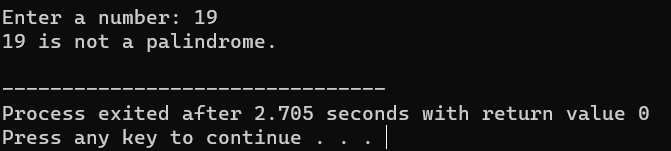 Enter a number: 19
19 is not a palindrome.
--------------------------------
Process exited after 2.705 seconds with return value 0
Press any key to continue . . .